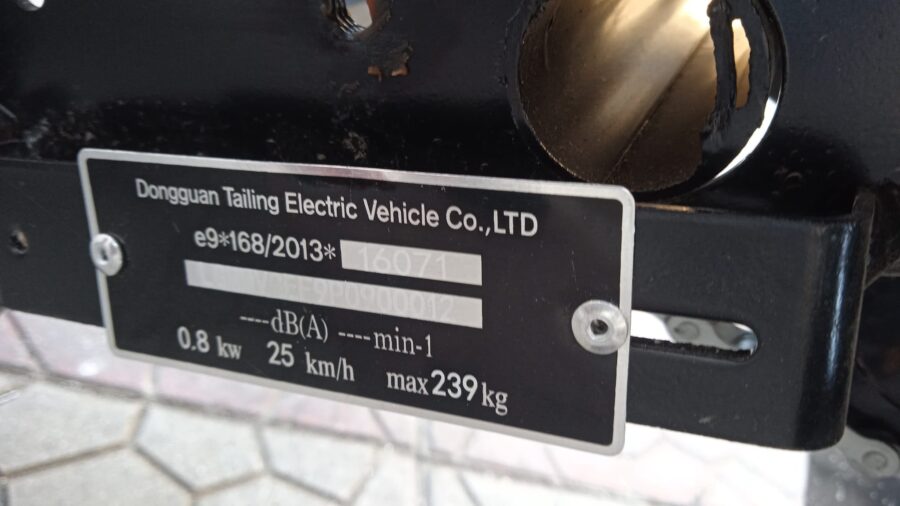 Dongguan Tailing Electric Vehicle Co.,LTD
e9*168/2013* 16071
----dB(A) ----min-1
0.8 kw 25 km/h max 239 kg